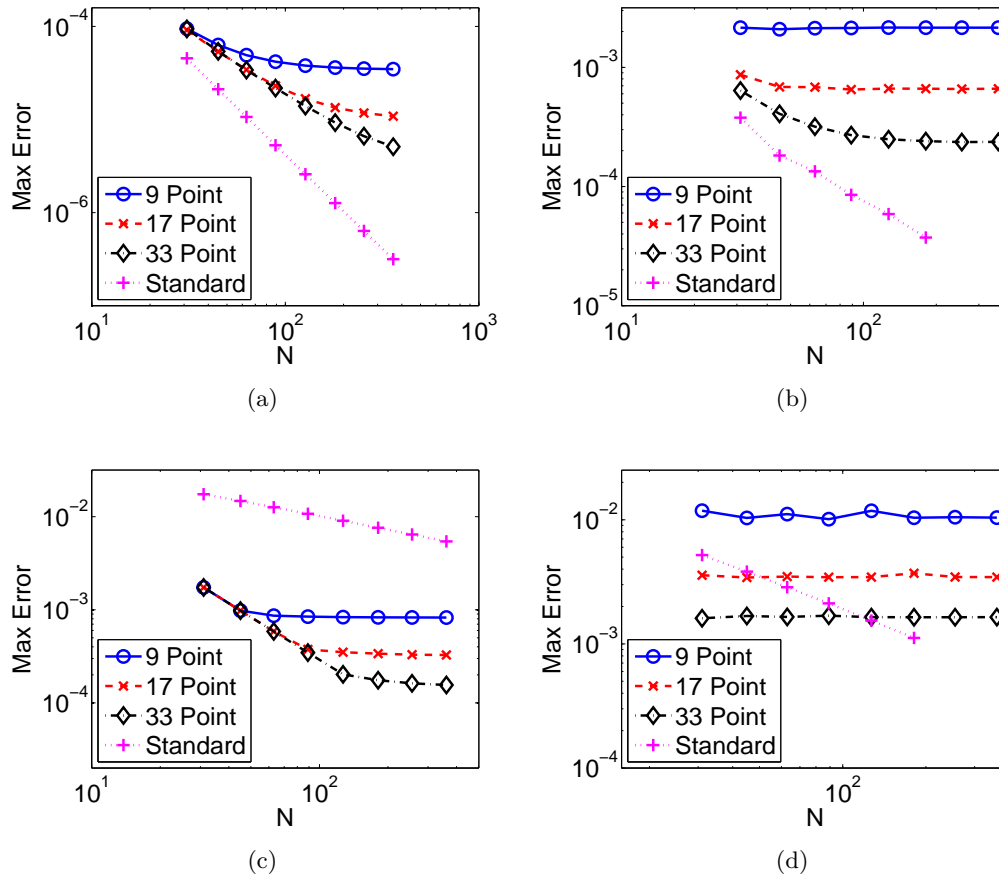 10^-4
10^-6
Max Error
9 Point
17 Point
33 Point
Standard
10^1
10^2
10^3
N
(a)
10^-3
10^-4
10^-5
Max Error
9 Point
17 Point
33 Point
Standard
10^1
10^2
N
(b)
10^-2
10^-3
10^-4
Max Error
9 Point
17 Point
33 Point
Standard
10^1
10^2
N
(c)
10^-2
10^-3
10^-4
Max Error
9 Point
17 Point
33 Point
Standard
10^2
N
(d)